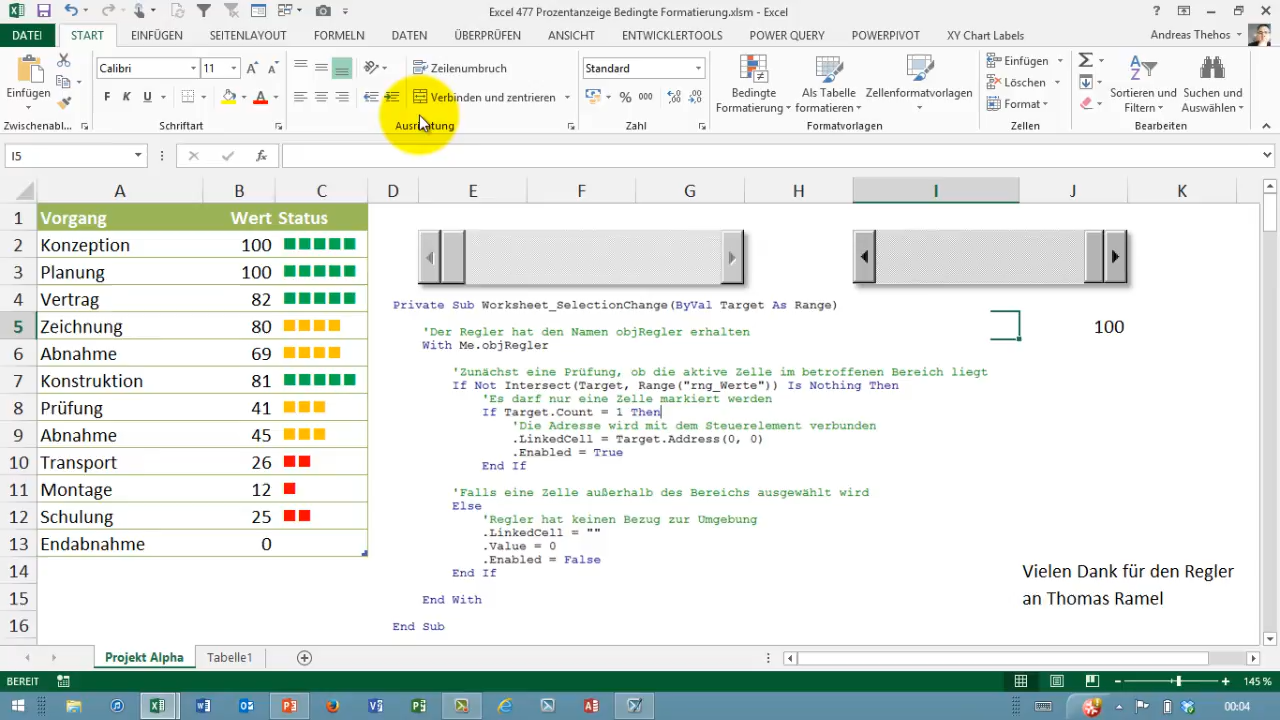 Excel 477 Prozentanzeige Bedingte Formatierung.xlsm - Excel
DATEI START EINFÜGEN SEITENLAYOUT FORMELN DATEN ÜBERPRÜFEN ANSICHT ENTWICKLERTOOLS POWER QUERY POWERPIVOT XY Chart Labels Andreas Thehos
Calibri 11 Zeilenumbruch Standard Einfügen
Einfügen Verbinden und zentrieren Bedingte Formatierung Als Tabelle formatieren Zellenformatvorlagen Löschen Format Sortieren und Filtern Suchen und Auswählen
Zwischenabl... Schriftart Ausrichtung Zahl Formatvorlagen Zellen Bearbeiten
I5
A B C D E F G H I J K
1 Vorgang Wert Status
2 Konzeption 100
3 Planung 100
4 Vertrag 82
5 Zeichnung 80 100
6 Abnahme 69
7 Konstruktion 81
8 Prüfung 41
9 Abnahme 45
10 Transport 26
11 Montage 12
12 Schulung 25
13 Endabnahme 0
14
15
16
Private Sub Worksheet_SelectionChange(ByVal Target As Range)
'Der Regler hat den Namen objRegler erhalten
With Me.objRegler
'Zunächst eine Prüfung, ob die aktive Zelle im betroffenen Bereich liegt
If Not Intersect(Target, Range("rng_Werte")) Is Nothing Then
'Es darf nur eine Zelle markiert werden
If Target.Count = 1 Then
'Die Adresse wird mit dem Steuerelement verbunden
.LinkedCell = Target.Address(0, 0)
.Enabled = True
End If
'Falls eine Zelle außerhalb des Bereichs ausgewählt wird
Else
'Regler hat keinen Bezug zur Umgebung
.LinkedCell = ""
.Value = 0
.Enabled = False
End If
End With
End Sub
Vielen Dank für den Regler
an Thomas Ramel
Projekt Alpha Tabelle1
BEREIT 145 %
00:04